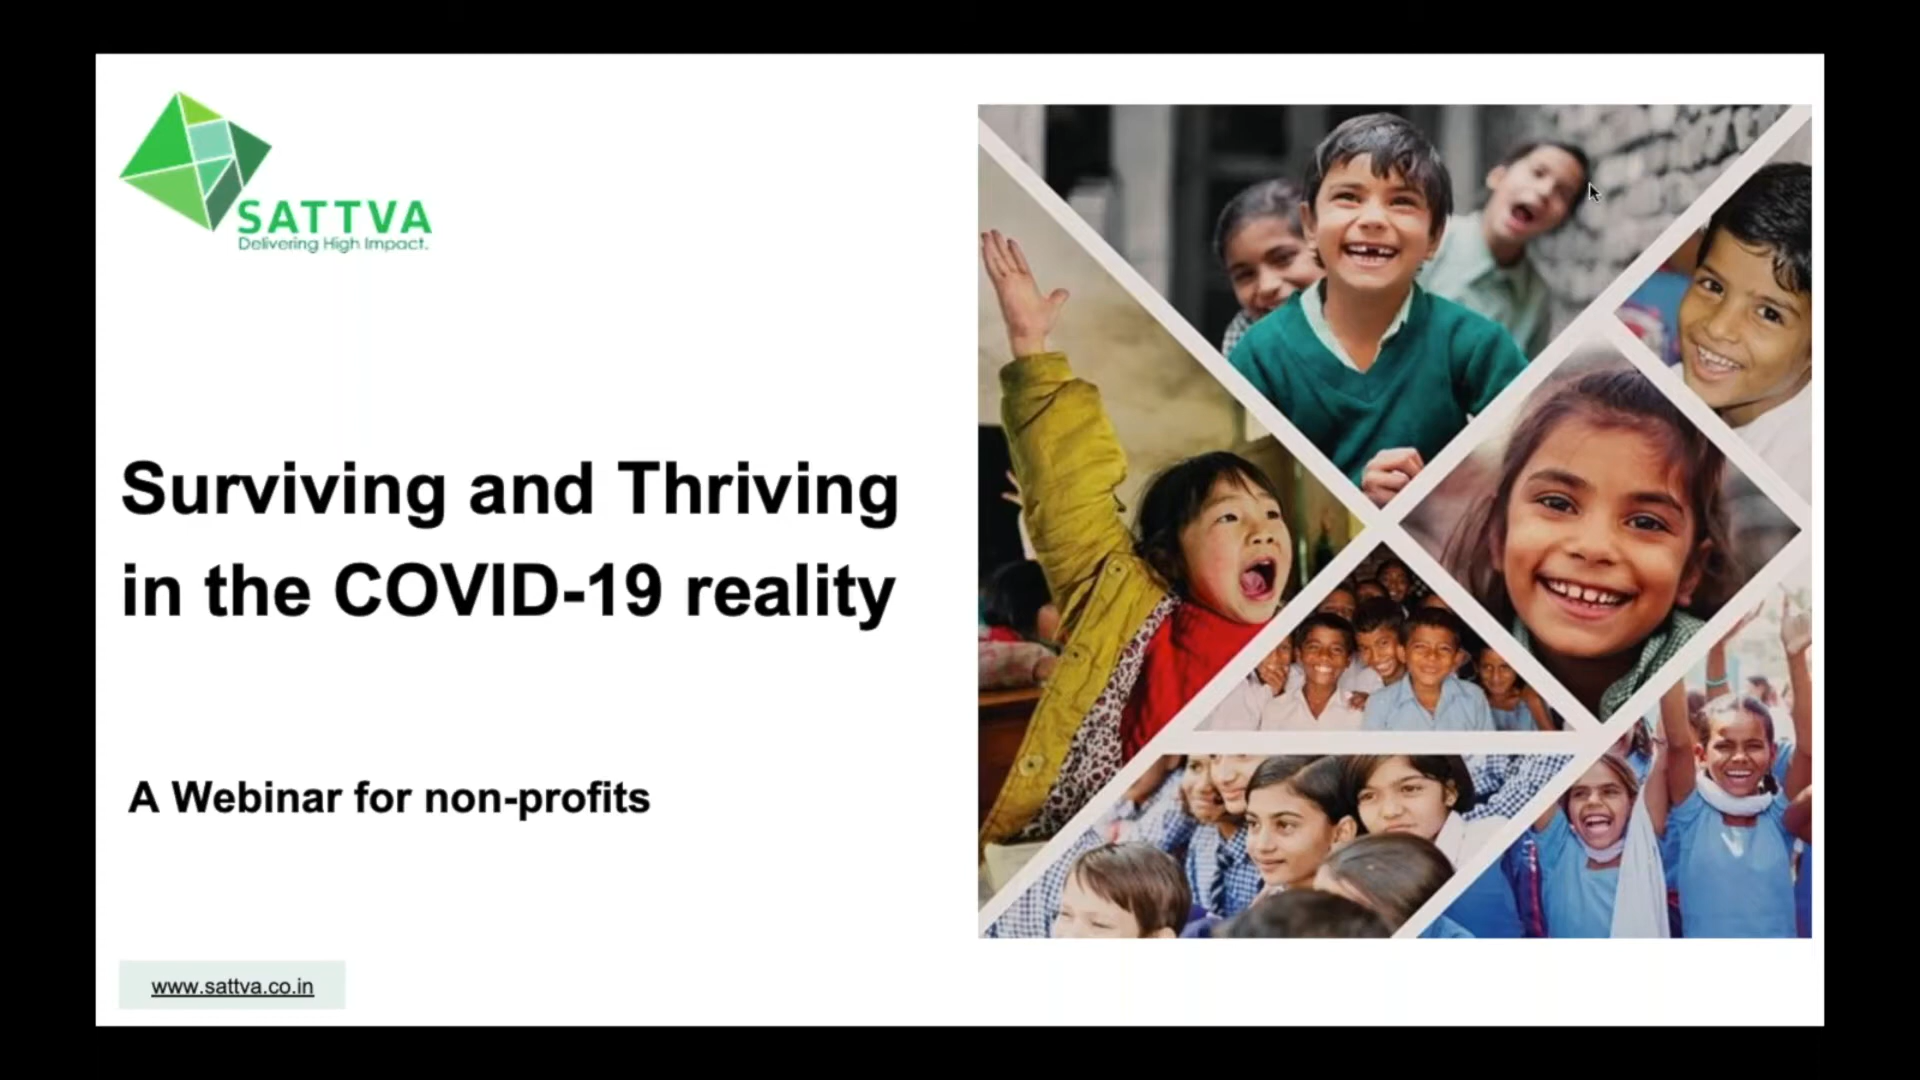 SATTVA
Delivering High Impact.
Surviving and Thriving
in the COVID-19 reality
A Webinar for non-profits
www.sattva.co.in